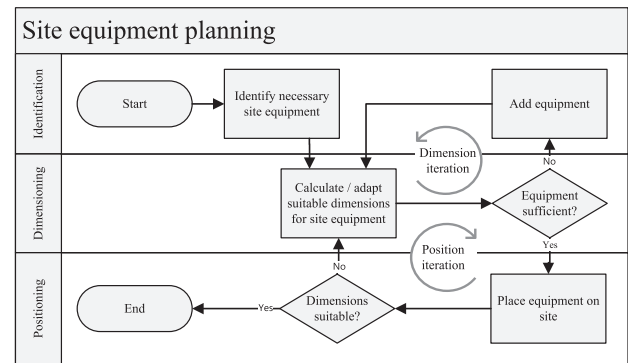 Site equipment planning
Identification
Start
Identify necessary
site equipment
Add equipment
Dimension
iteration
No
Dimensioning
Calculate / adapt
suitable dimensions
for site equipment
Equipment
sufficient?
Yes
Position
iteration
No
Positioning
End
Yes
Dimensions
suitable?
Place equipment on
site